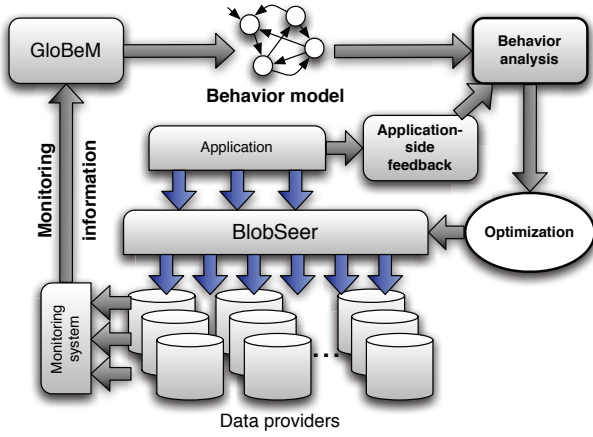 GloBeM
Behavior model
Behavior
analysis
Application
Application-
side
feedback
Monitoring
information
BlobSeer
Optimization
Monitoring
system
...
Data providers